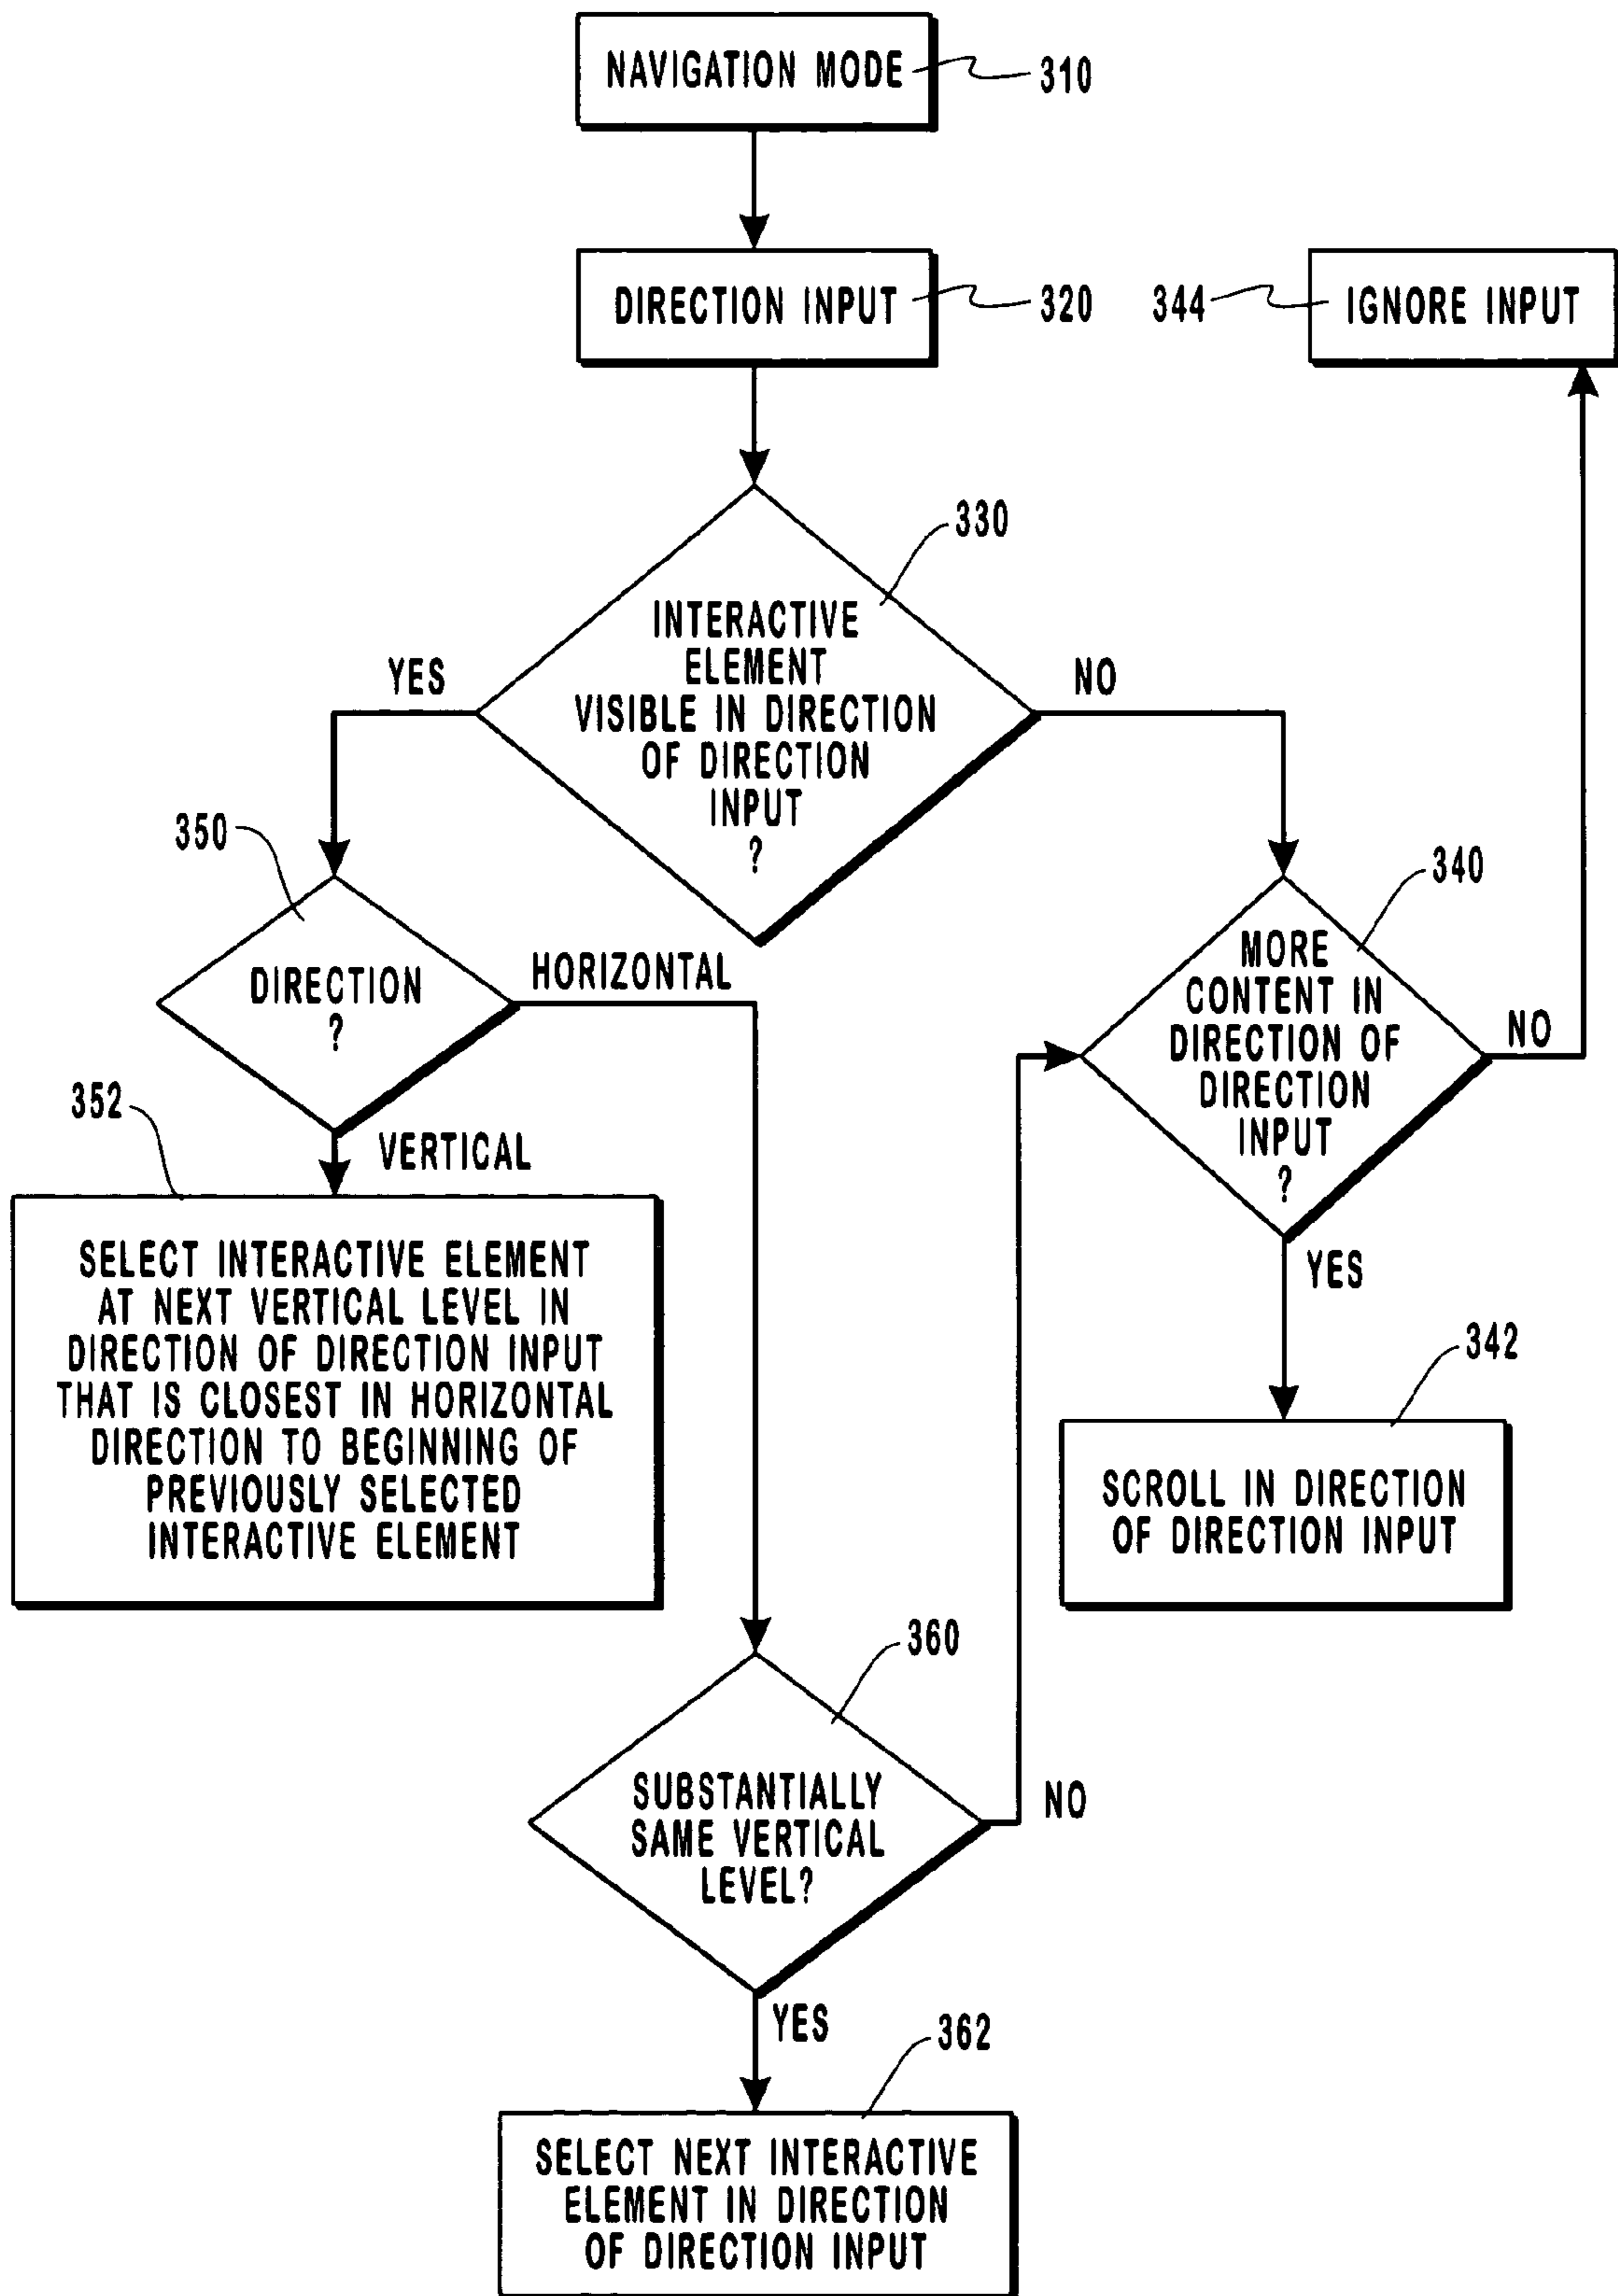 NAVIGATION MODE
310
DIRECTION INPUT
320
344
IGNORE INPUT
330
INTERACTIVE
ELEMENT
VISIBLE IN DIRECTION
OF DIRECTION
INPUT
?
YES
NO
350
DIRECTION
?
HORIZONTAL
VERTICAL
340
MORE
CONTENT IN
DIRECTION OF
DIRECTION
INPUT
?
NO
YES
352
SELECT INTERACTIVE ELEMENT
AT NEXT VERTICAL LEVEL IN
DIRECTION OF DIRECTION INPUT
THAT IS CLOSEST IN HORIZONTAL
DIRECTION TO BEGINNING OF
PREVIOUSLY SELECTED
INTERACTIVE ELEMENT
342
SCROLL IN DIRECTION
OF DIRECTION INPUT
360
SUBSTANTIALLY
SAME VERTICAL
LEVEL?
NO
YES
362
SELECT NEXT INTERACTIVE
ELEMENT IN DIRECTION
OF DIRECTION INPUT